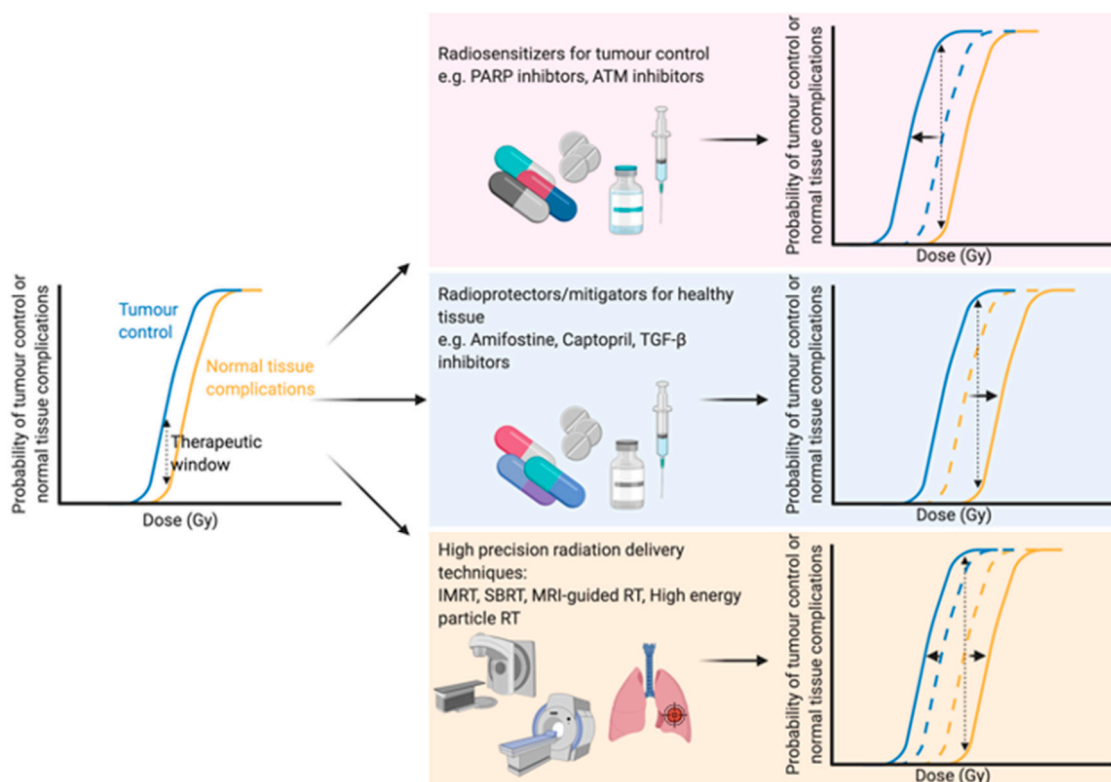 Probability of tumour control or
normal tissue complications
Tumour
control
Normal tissue
complications
Therapeutic
window
Dose (Gy)
Radiosensitizers for tumour control
e.g. PARP inhibtors, ATM inhibitors
Probability of tumour control or
normal tissue complications
Dose (Gy)
Radioprotectors/mitigators for healthy
tissue
e.g. Amifostine, Captopril, TGF-β
inhibitors
Probability of tumour control or
normal tissue complications
Dose (Gy)
High precision radiation delivery
techniques:
IMRT, SBRT, MRI-guided RT, High energy
particle RT
Probability of tumour control or
normal tissue complications
Dose (Gy)